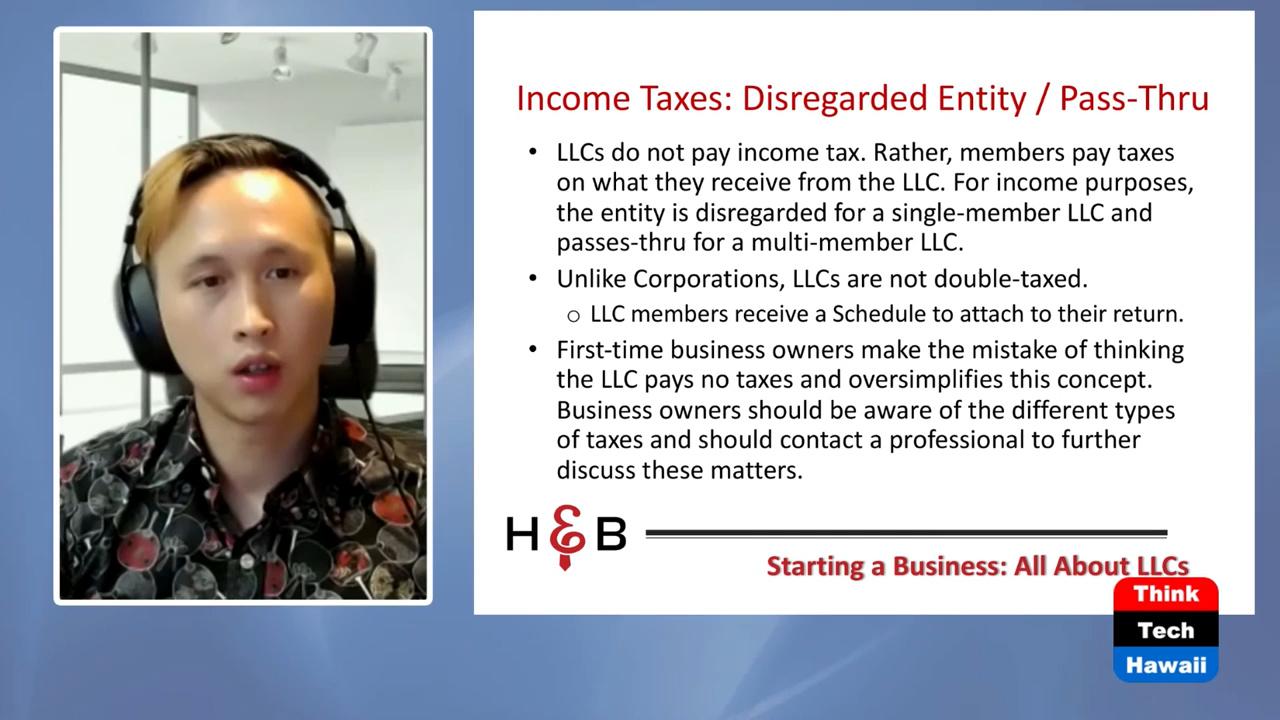 Income Taxes: Disregarded Entity / Pass-Thru
• LLCs do not pay income tax. Rather, members pay taxes
on what they receive from the LLC. For income purposes,
the entity is disregarded for a single-member LLC and
passes-thru for a multi-member LLC.
• Unlike Corporations, LLCs are not double-taxed.
o LLC members receive a Schedule to attach to their return.
• First-time business owners make the mistake of thinking
the LLC pays no taxes and oversimplifies this concept.
Business owners should be aware of the different types
of taxes and should contact a professional to further
discuss these matters.
H & B
Starting a Business: All About LLCs
Think
Tech
Hawaii